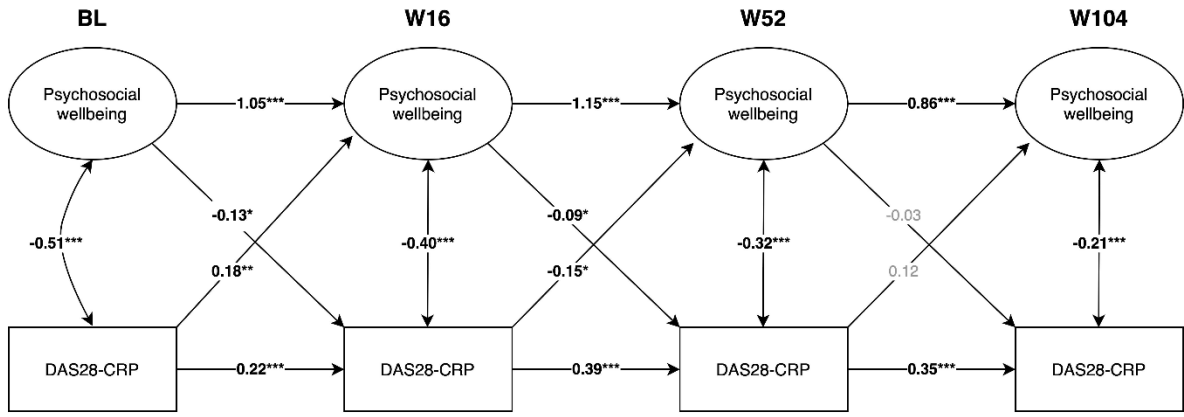 BL
W16
W52
W104
Psychosocial
wellbeing
1.05***
Psychosocial
wellbeing
1.15***
Psychosocial
wellbeing
0.86***
Psychosocial
wellbeing
-0.13*
-0.09*
-0.03
-0.51***
-0.40***
-0.32***
-0.21***
0.18**
-0.15*
0.12
DAS28-CRP
0.22***
DAS28-CRP
0.39***
DAS28-CRP
0.35***
DAS28-CRP